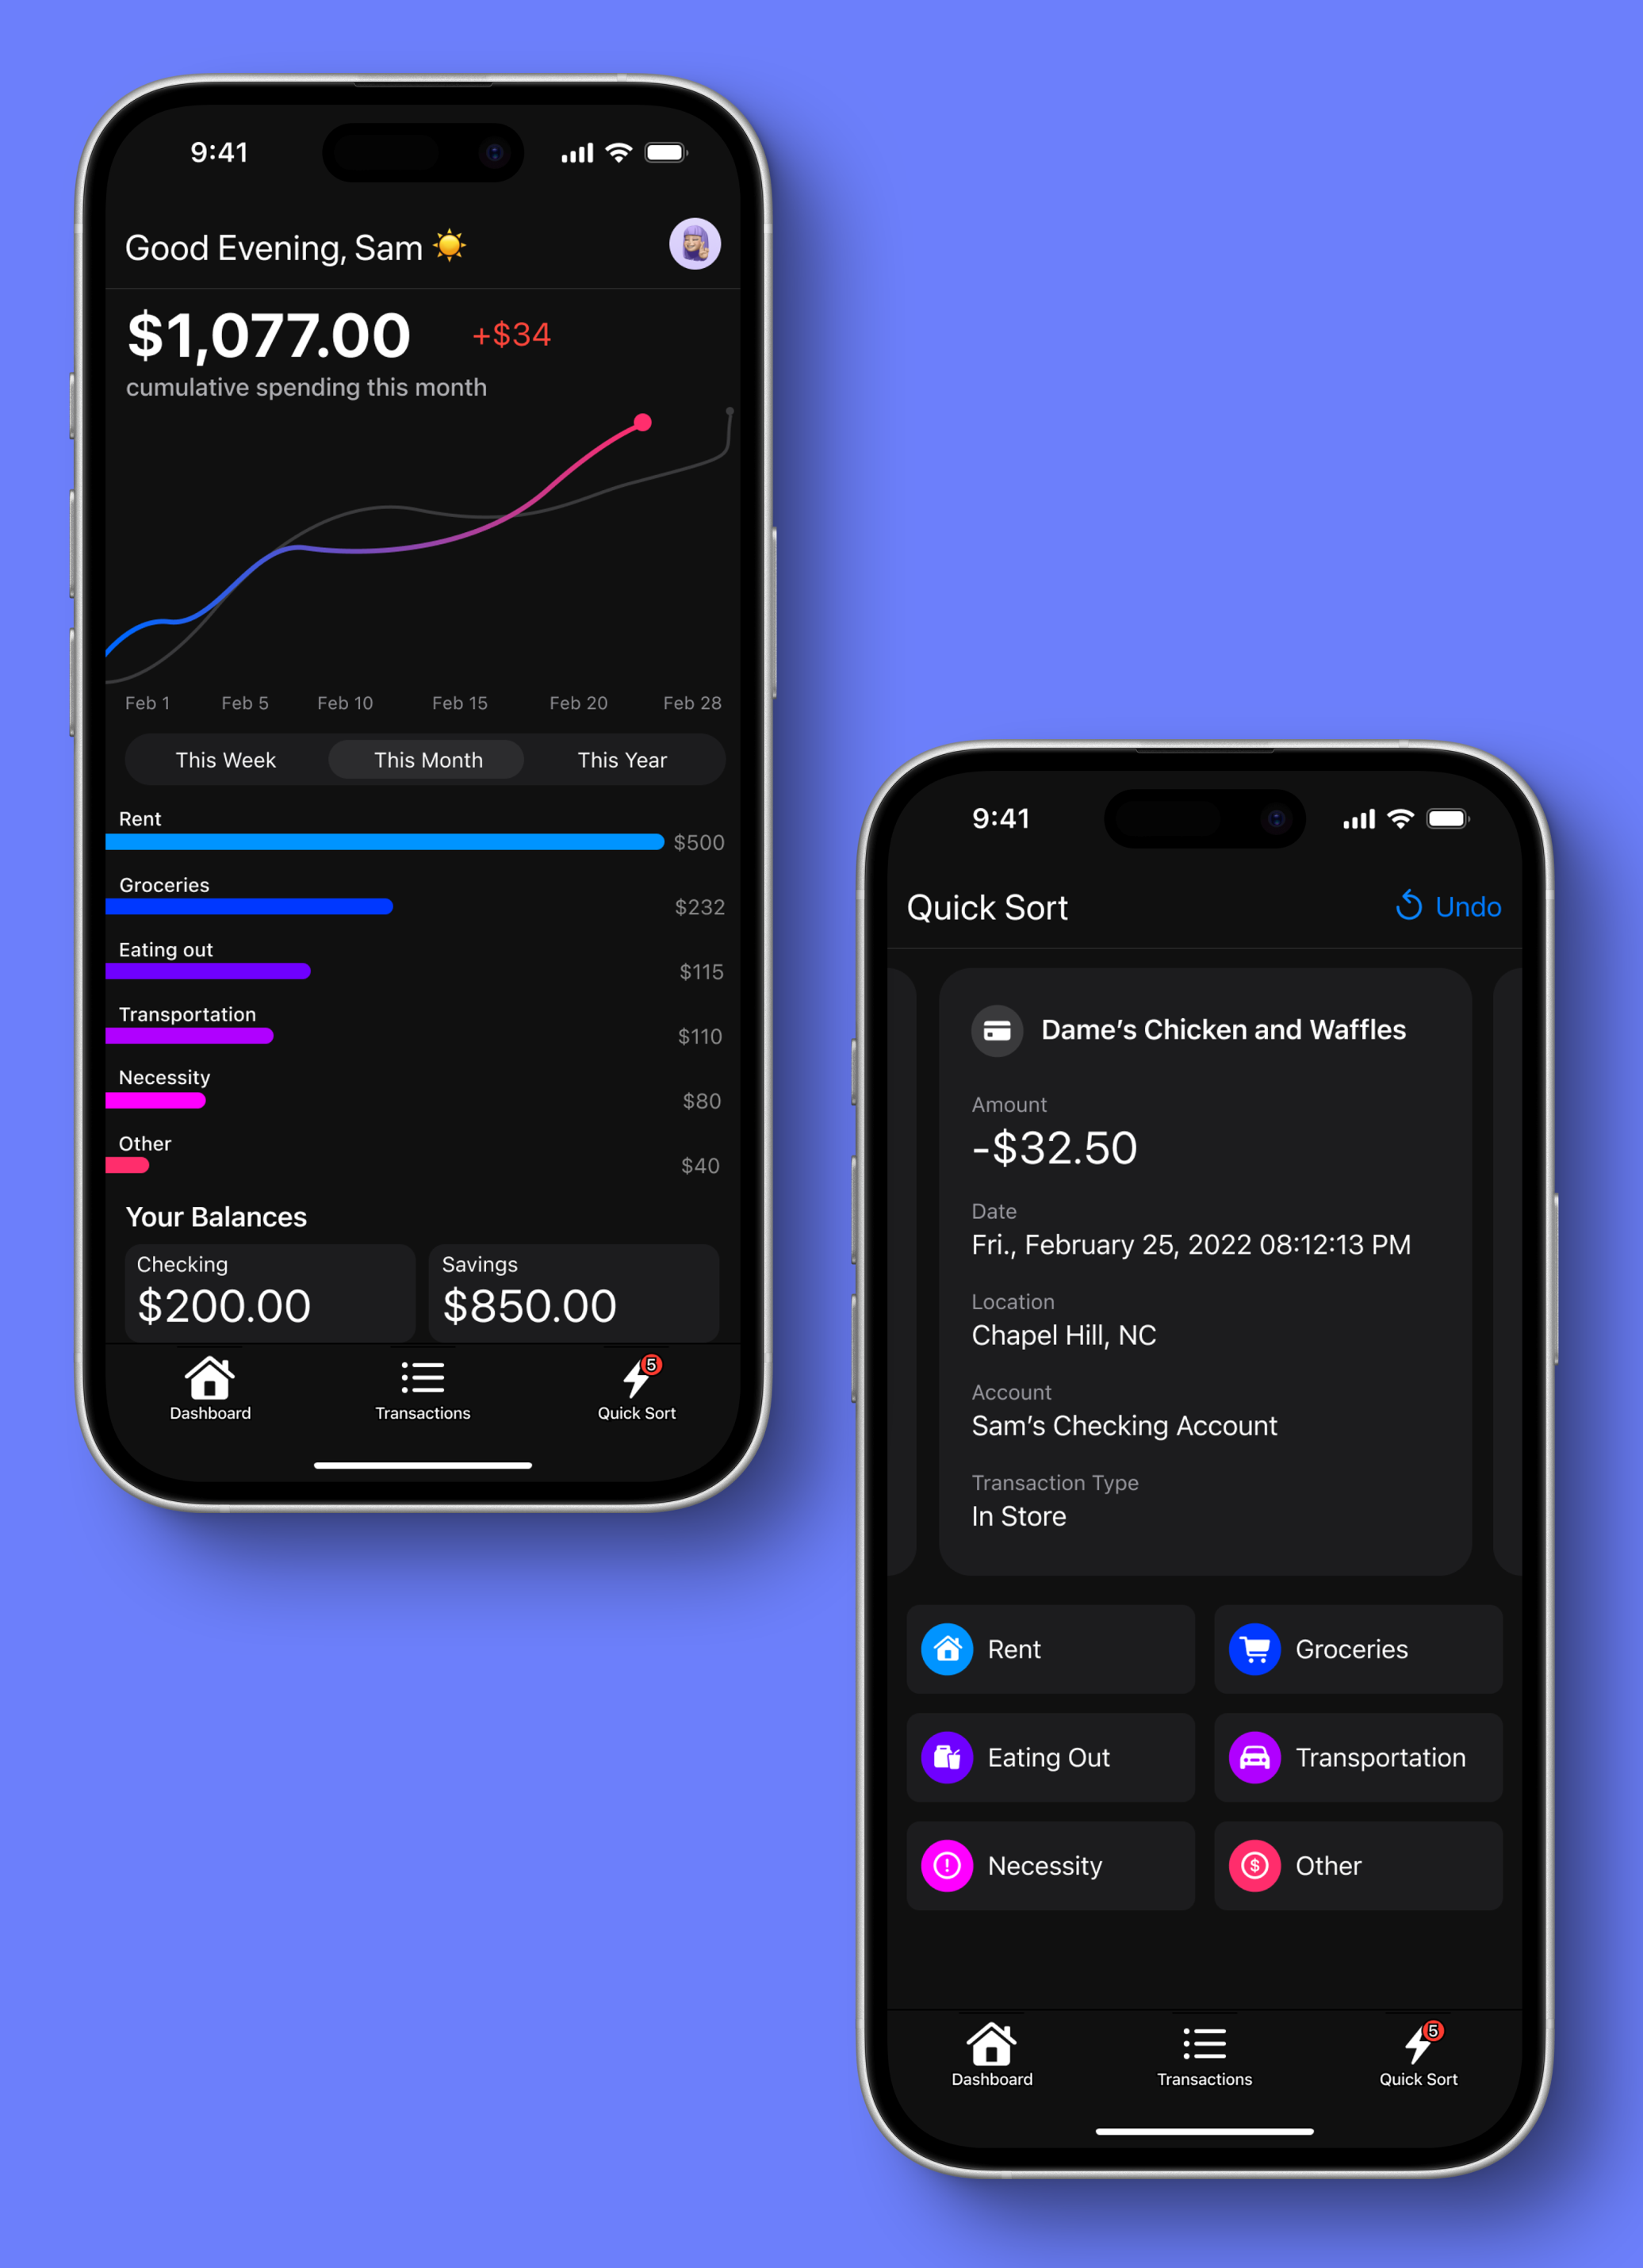 9:41
Good Evening, Sam ☀️
$1,077.00 +$34
cumulative spending this month
Feb 1 Feb 5 Feb 10 Feb 15 Feb 20 Feb 28
This Week This Month This Year
Rent
$500
Groceries
$232
Eating out
$115
Transportation
$110
Necessity
$80
Other
$40
Your Balances
Checking Savings
$200.00 $850.00
5
Dashboard Transactions Quick Sort
9:41
Quick Sort Undo
Dame’s Chicken and Waffles
Amount
-$32.50
Date
Fri., February 25, 2022 08:12:13 PM
Location
Chapel Hill, NC
Account
Sam’s Checking Account
Transaction Type
In Store
Rent Groceries
Eating Out Transportation
Necessity Other
5
Dashboard Transactions Quick Sort